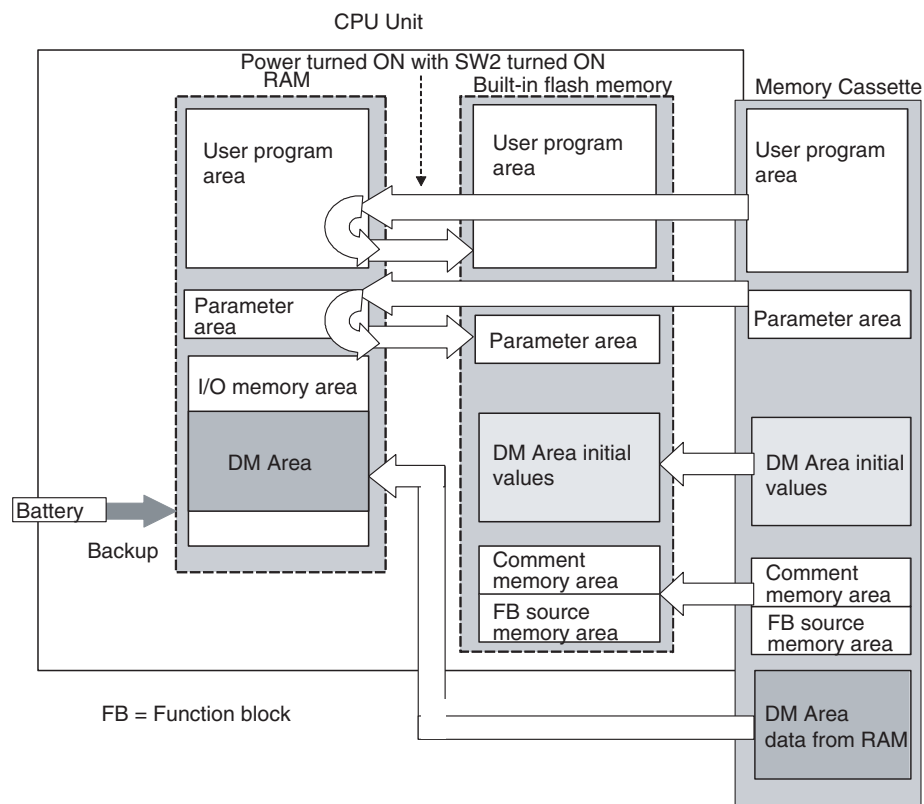 CPU Unit
Power turned ON with SW2 turned ON
RAM
Built-in flash memory
Memory Cassette
User program
area
User program
area
User program
area
Parameter
area
Parameter area
Parameter area
I/O memory area
DM Area
DM Area initial
values
DM Area initial
values
Battery
Backup
Comment
memory area
FB source
memory area
Comment
memory area
FB source
memory area
FB = Function block
DM Area
data from RAM